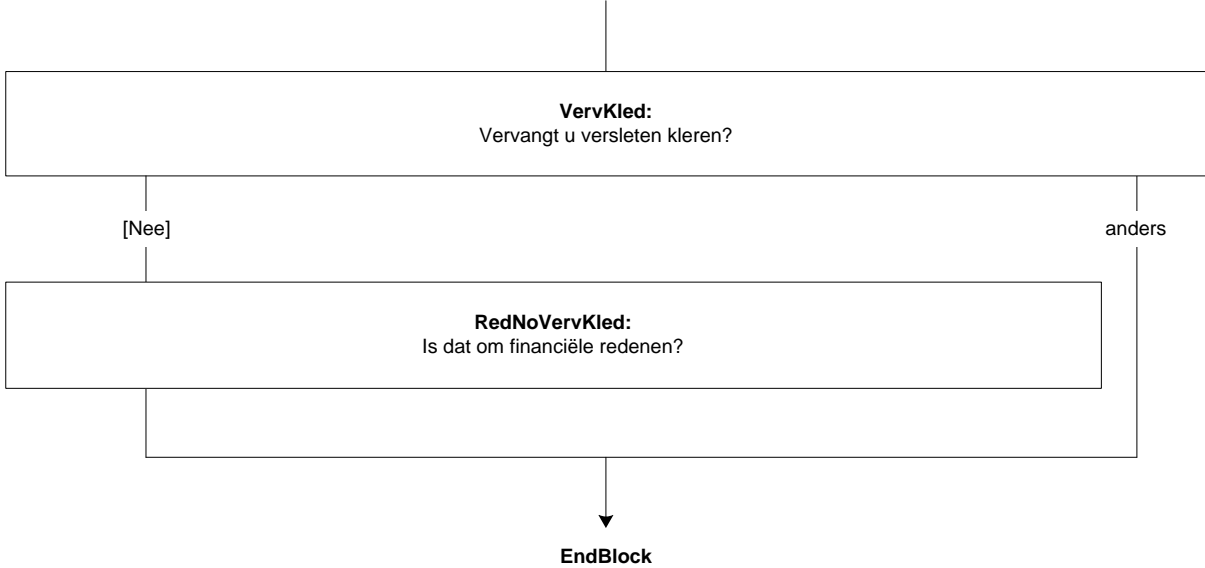 VervKled:
Vervangt u versleten kleren?
[Nee]
anders
RedNoVervKled:
Is dat om financiële redenen?
EndBlock